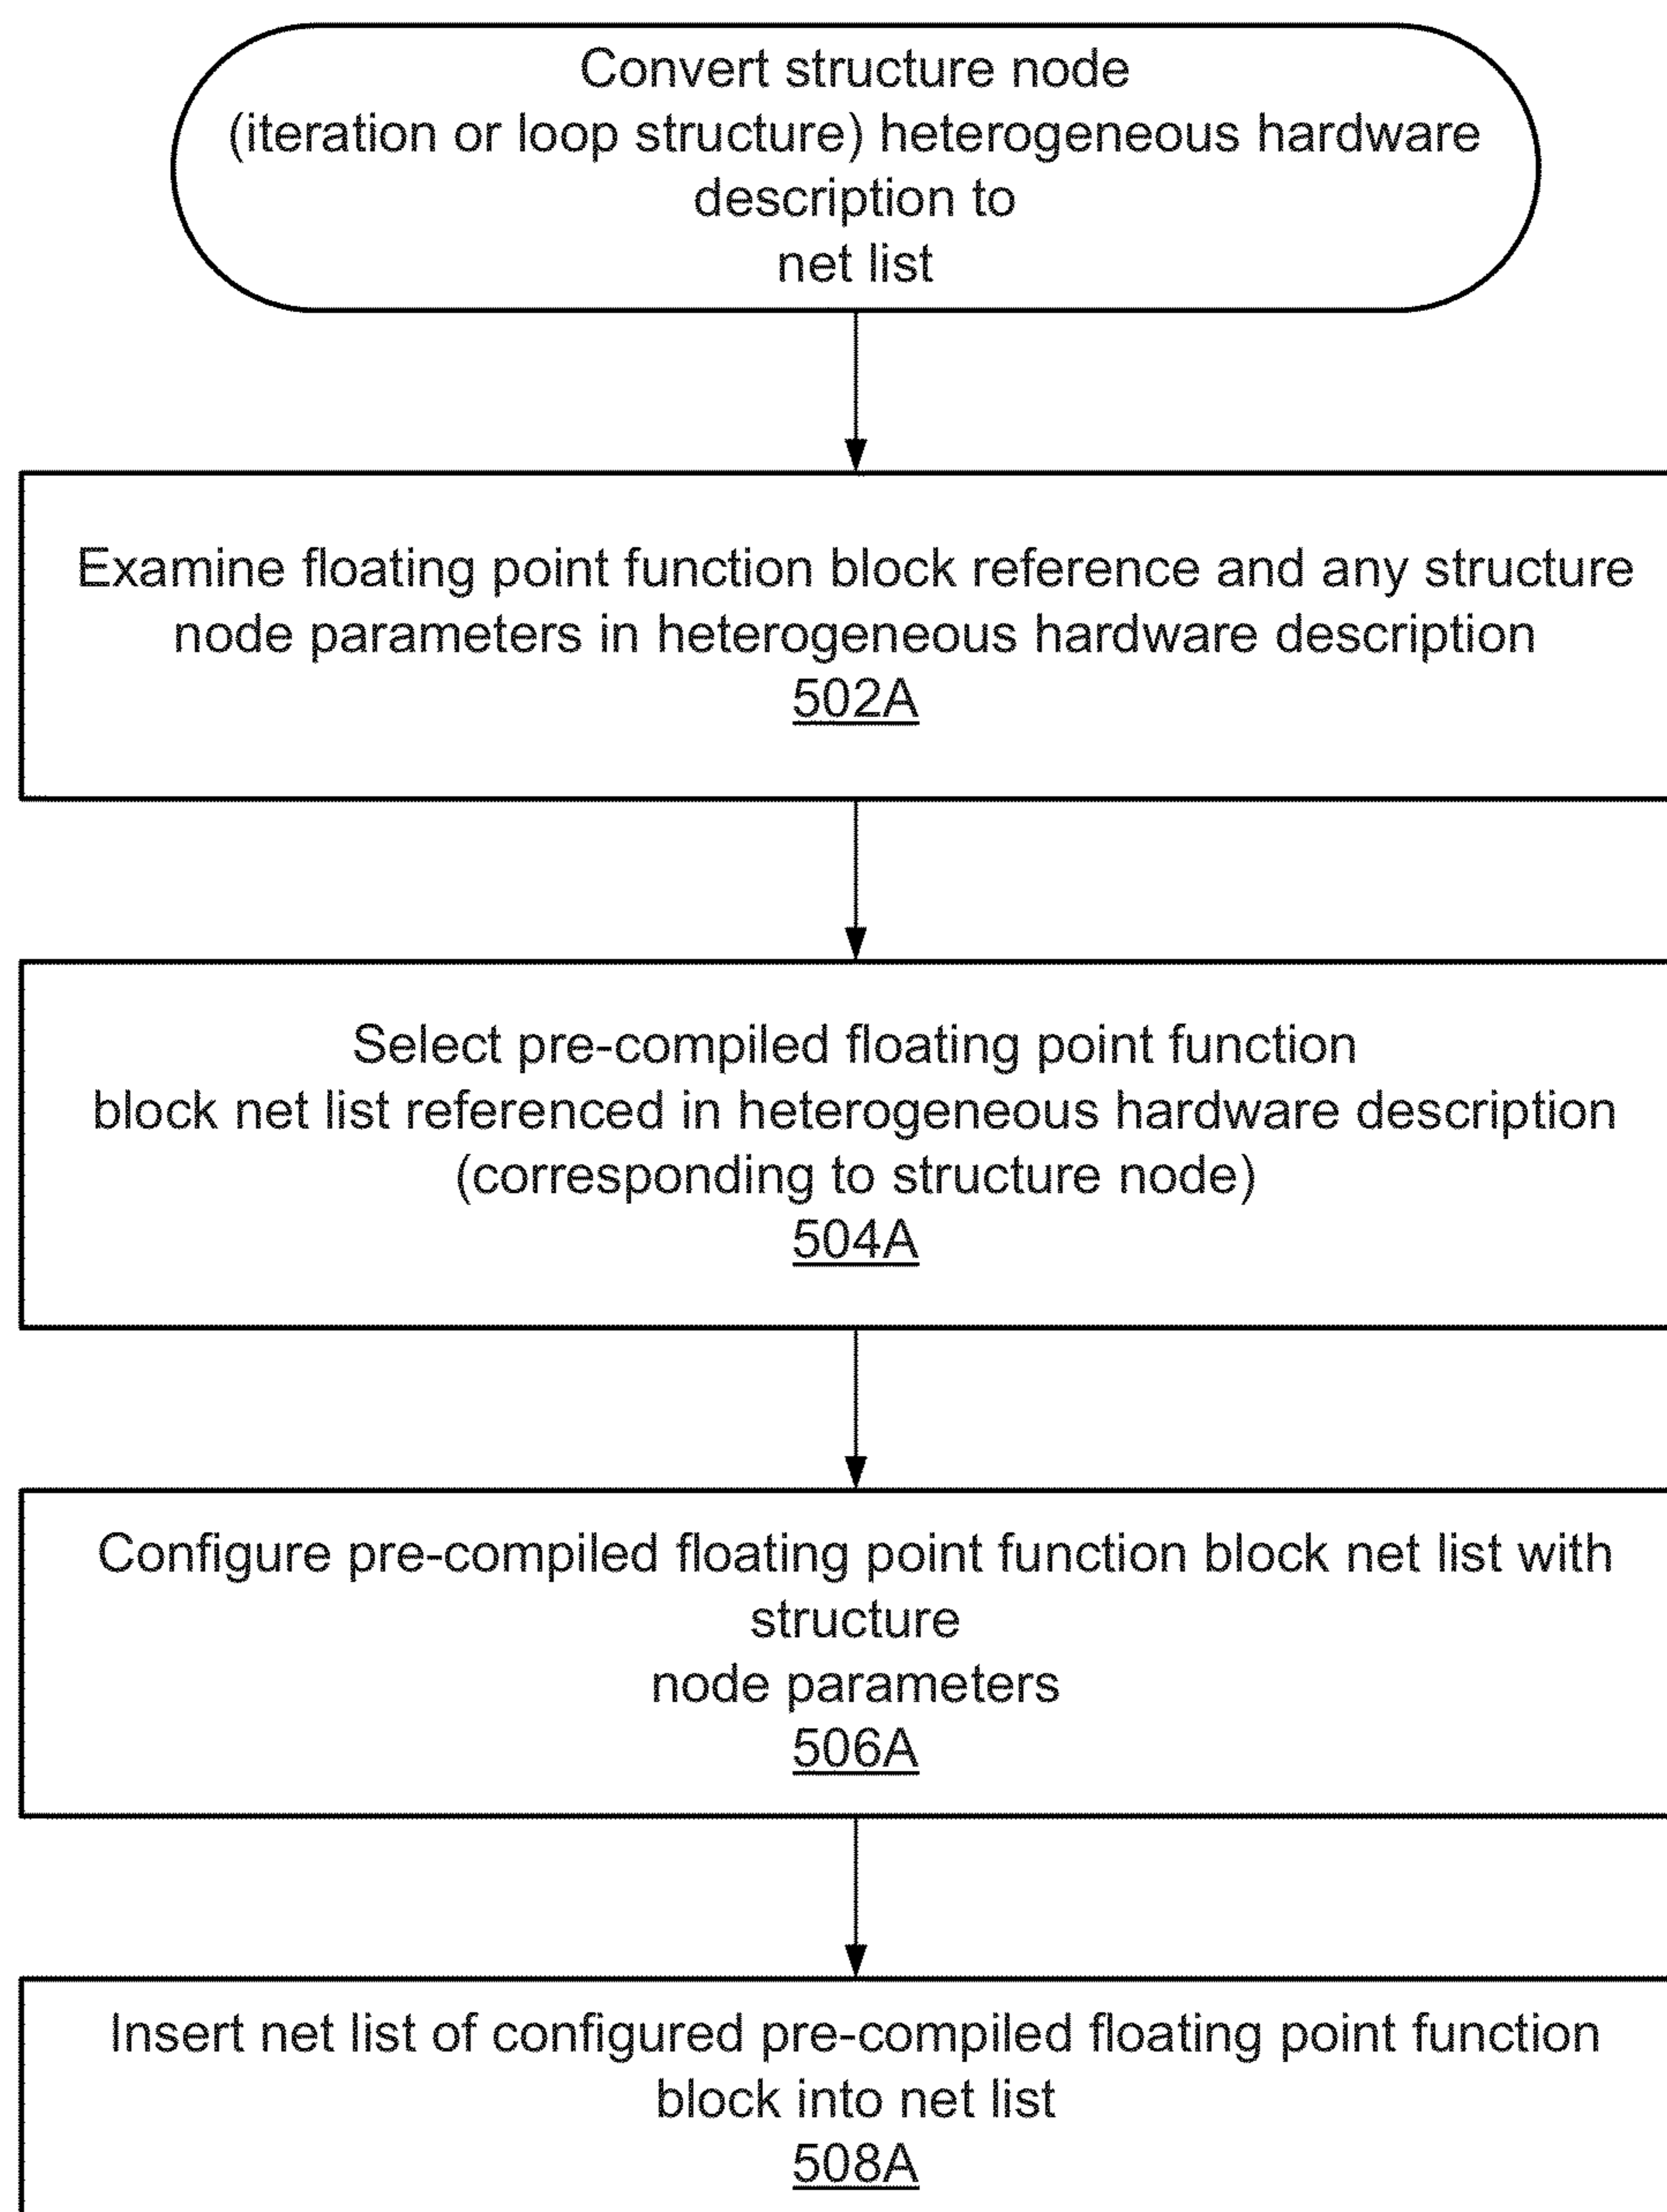 Convert structure node
(iteration or loop structure) heterogeneous hardware
description to
net list
Examine floating point function block reference and any structure
node parameters in heterogeneous hardware description
502A
Select pre-compiled floating point function
block net list referenced in heterogeneous hardware description
(corresponding to structure node)
504A
Configure pre-compiled floating point function block net list with
structure
node parameters
506A
Insert net list of configured pre-compiled floating point function
block into net list
508A